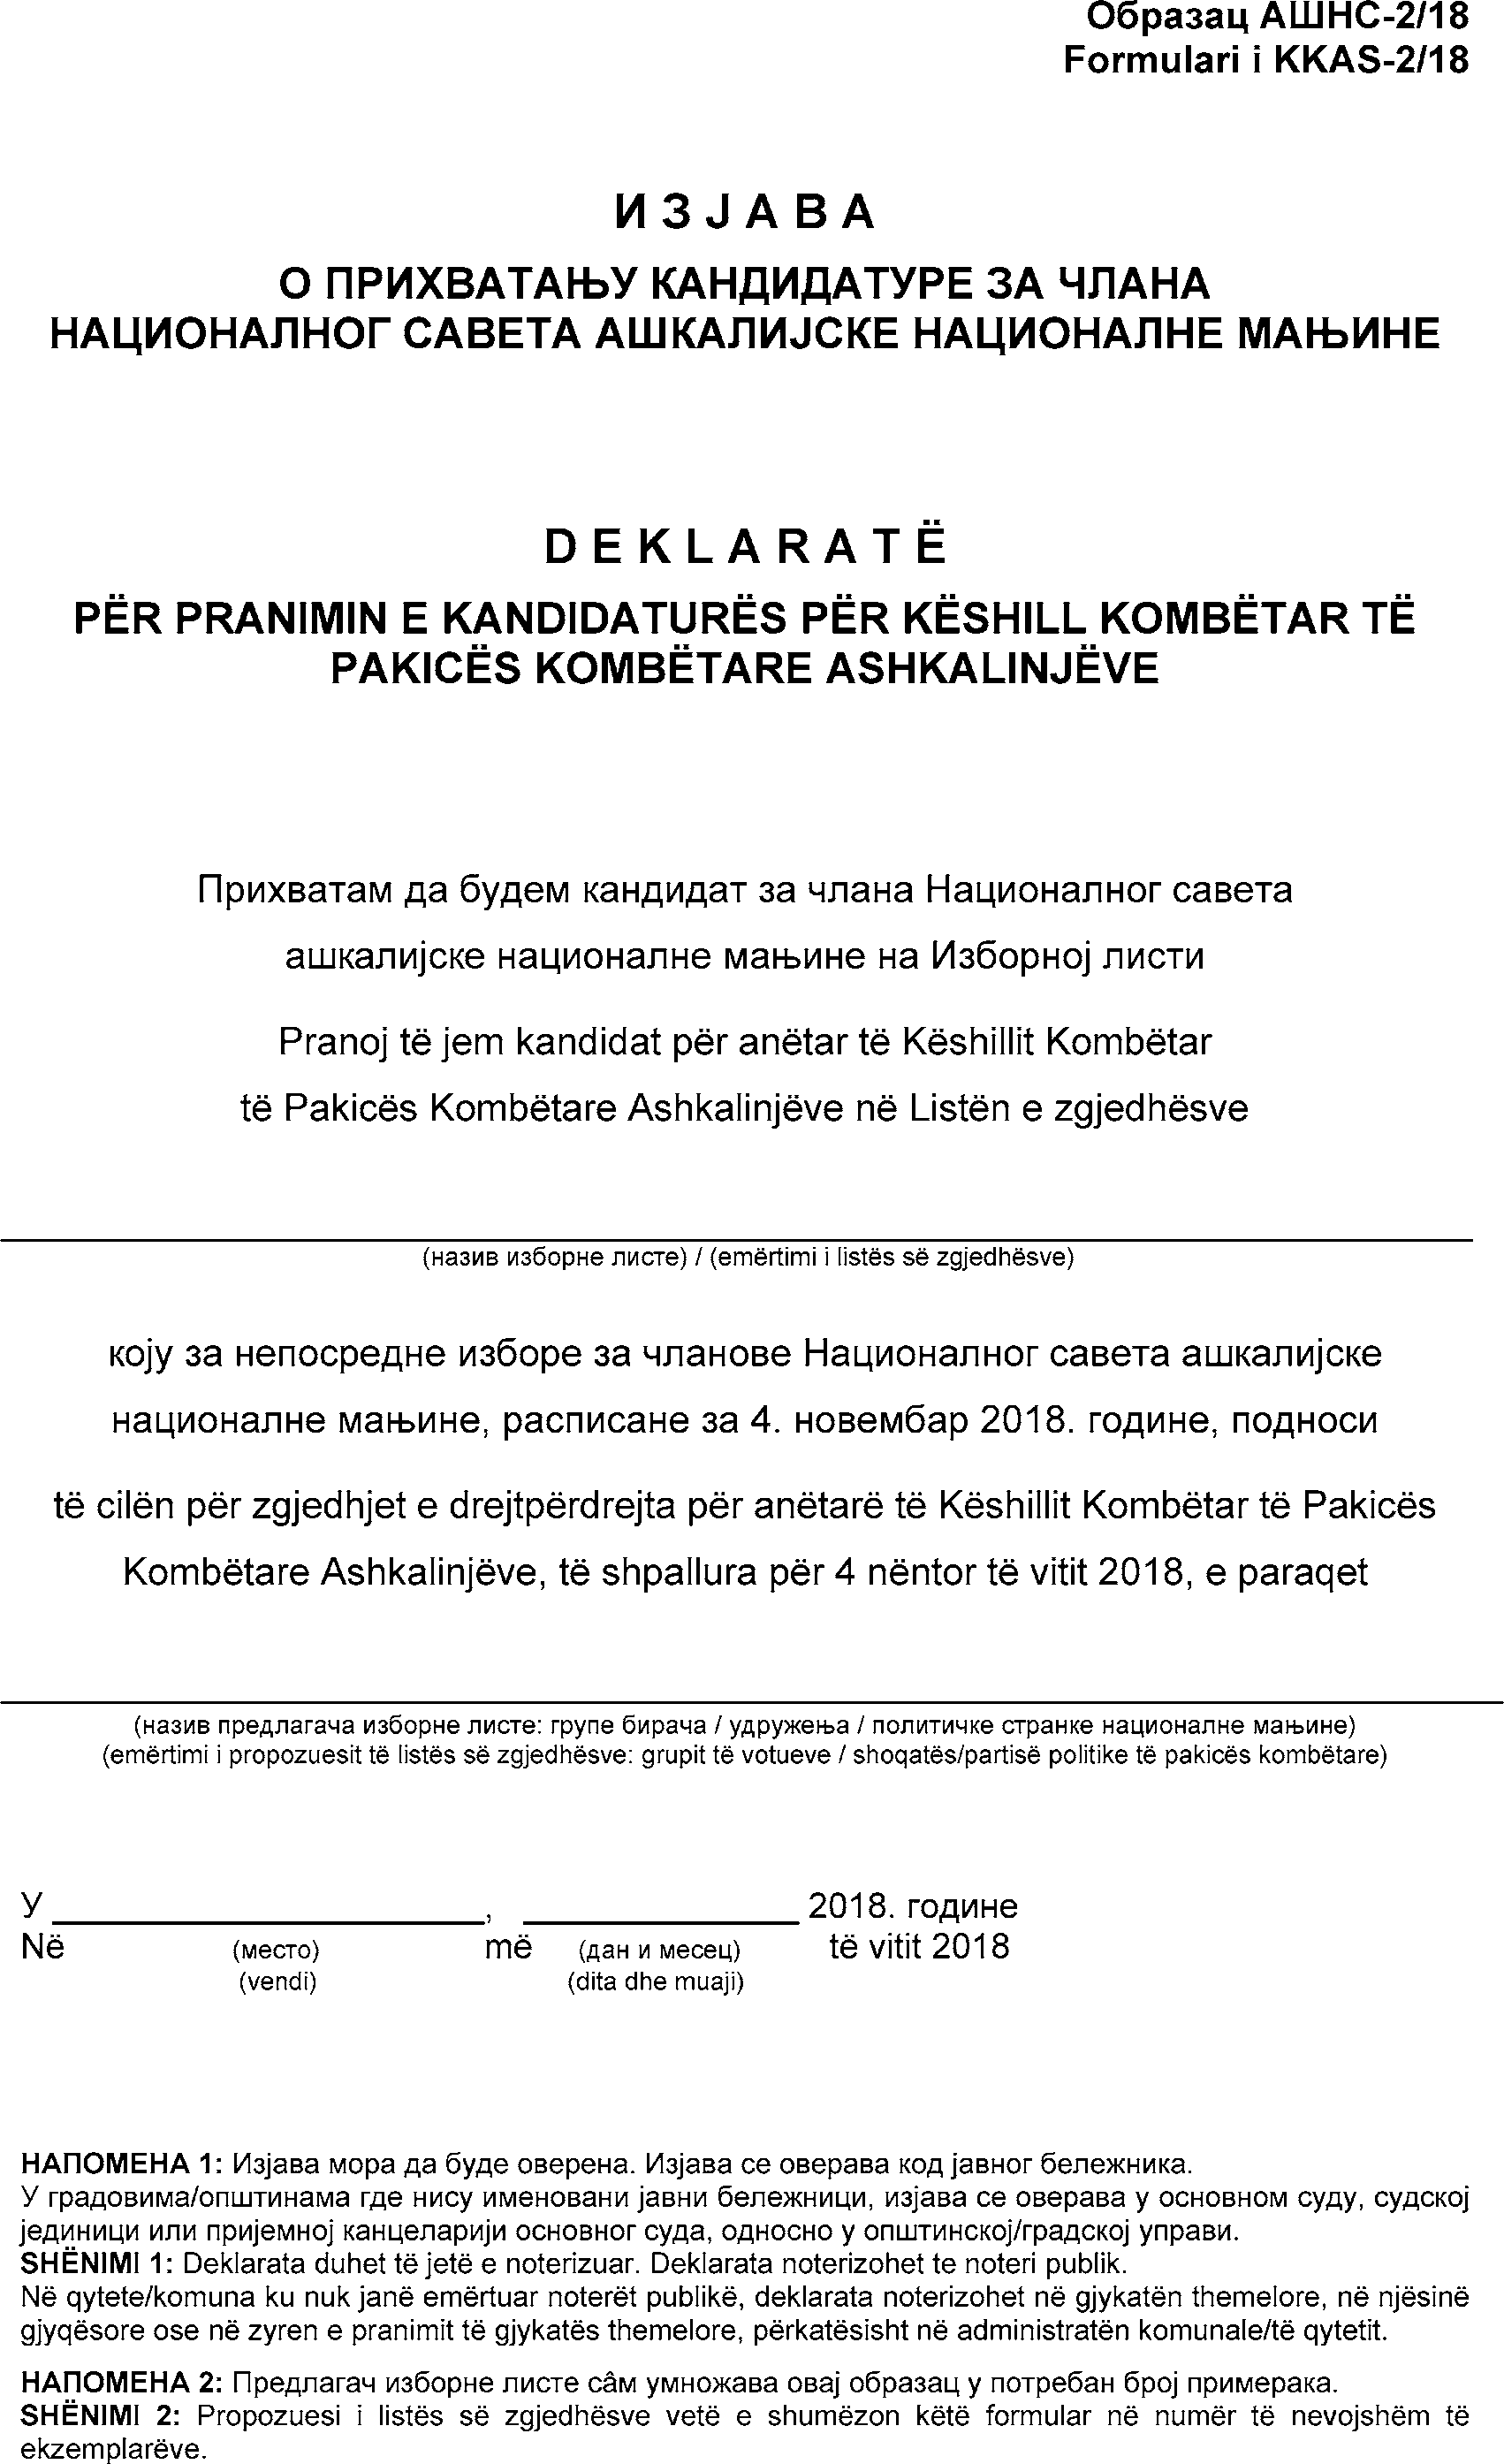 Образац АШНС-2/18
Formulari i KKAS-2/18
И З Ј А В А
О ПРИХВАТАЊУ КАНДИДАТУРЕ ЗА ЧЛАНА
НАЦИОНАЛНОГ САВЕТА АШКАЛИЈСКЕ НАЦИОНАЛНЕ МАЊИНЕ
D E K L A R A T Ë
PËR PRANIMIN E KANDIDATURËS PËR KËSHILL KOMBËTAR TË
PAKICËS KOMBËTARE ASHKALINJËVE
Прихватам да будем кандидат за члана Националног савета
ашкалијске националне мањине на Изборној листи
Pranoj të jem kandidat për anëtar të Këshillit Kombëtar
të Pakicës Kombëtare Ashkalinjëve në Listën e zgjedhësve
(назив изборне листе) / (emërtimi i listës së zgjedhësve)
коју за непосредне изборе за чланове Националног савета ашкалијске
националне мањине, расписане за 4. новембар 2018. године, подноси
të cilën për zgjedhjet e drejtpërdrejta për anëtarë të Këshillit Kombëtar të Pakicës
Kombëtare Ashkalinjëve, të shpallura për 4 nëntor të vitit 2018, e paraqet
(назив предлагача изборне листе: групе бирача / удружења / политичке странке националне мањине)
(emërtimi i propozuesit të listës së zgjedhësve: grupit të votueve / shoqatës/partisë politike të pakicës kombëtare)
У ____________________, ____________ 2018. године
Në (место) më (дан и месец) të vitit 2018
(vendi) (dita dhe muaji)
НАПОМЕНА 1: Изјава мора да буде оверена. Изјава се оверава код јавног бележника.
У градовима/општинама где нису именовани јавни бележници, изјава се оверава у основном суду, судској
јединици или пријемној канцеларији основног суда, односно у општинској/градској управи.
SHËNIMI 1: Deklarata duhet të jetë e noterizuar. Deklarata noterizohet te noteri publik.
Në qytete/komuna ku nuk janë emërtuar noterët publikë, deklarata noterizohet në gjykatën themelore, në njësinë
gjyqësore ose në zyren e pranimit të gjykatës themelore, përkatësisht në administratën komunale/të qytetit.
НАПОМЕНА 2: Предлагач изборне листе сâм умножава овај образац у потребан број примерака.
SHËNIMI 2: Propozuesi i listës së zgjedhësve vetë e shumëzon këtë formular në numër të nevojshëm të
ekzemplarëve.